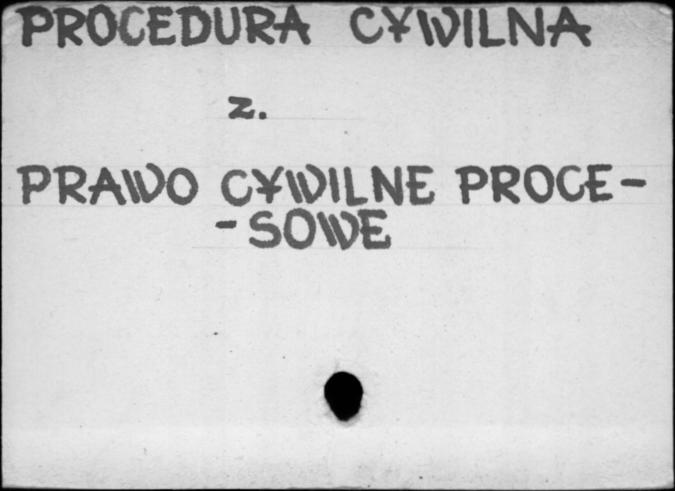 PROCEDURA CYWILNA
z.
PRAWO CYWILNE PROCE-
-SOWE